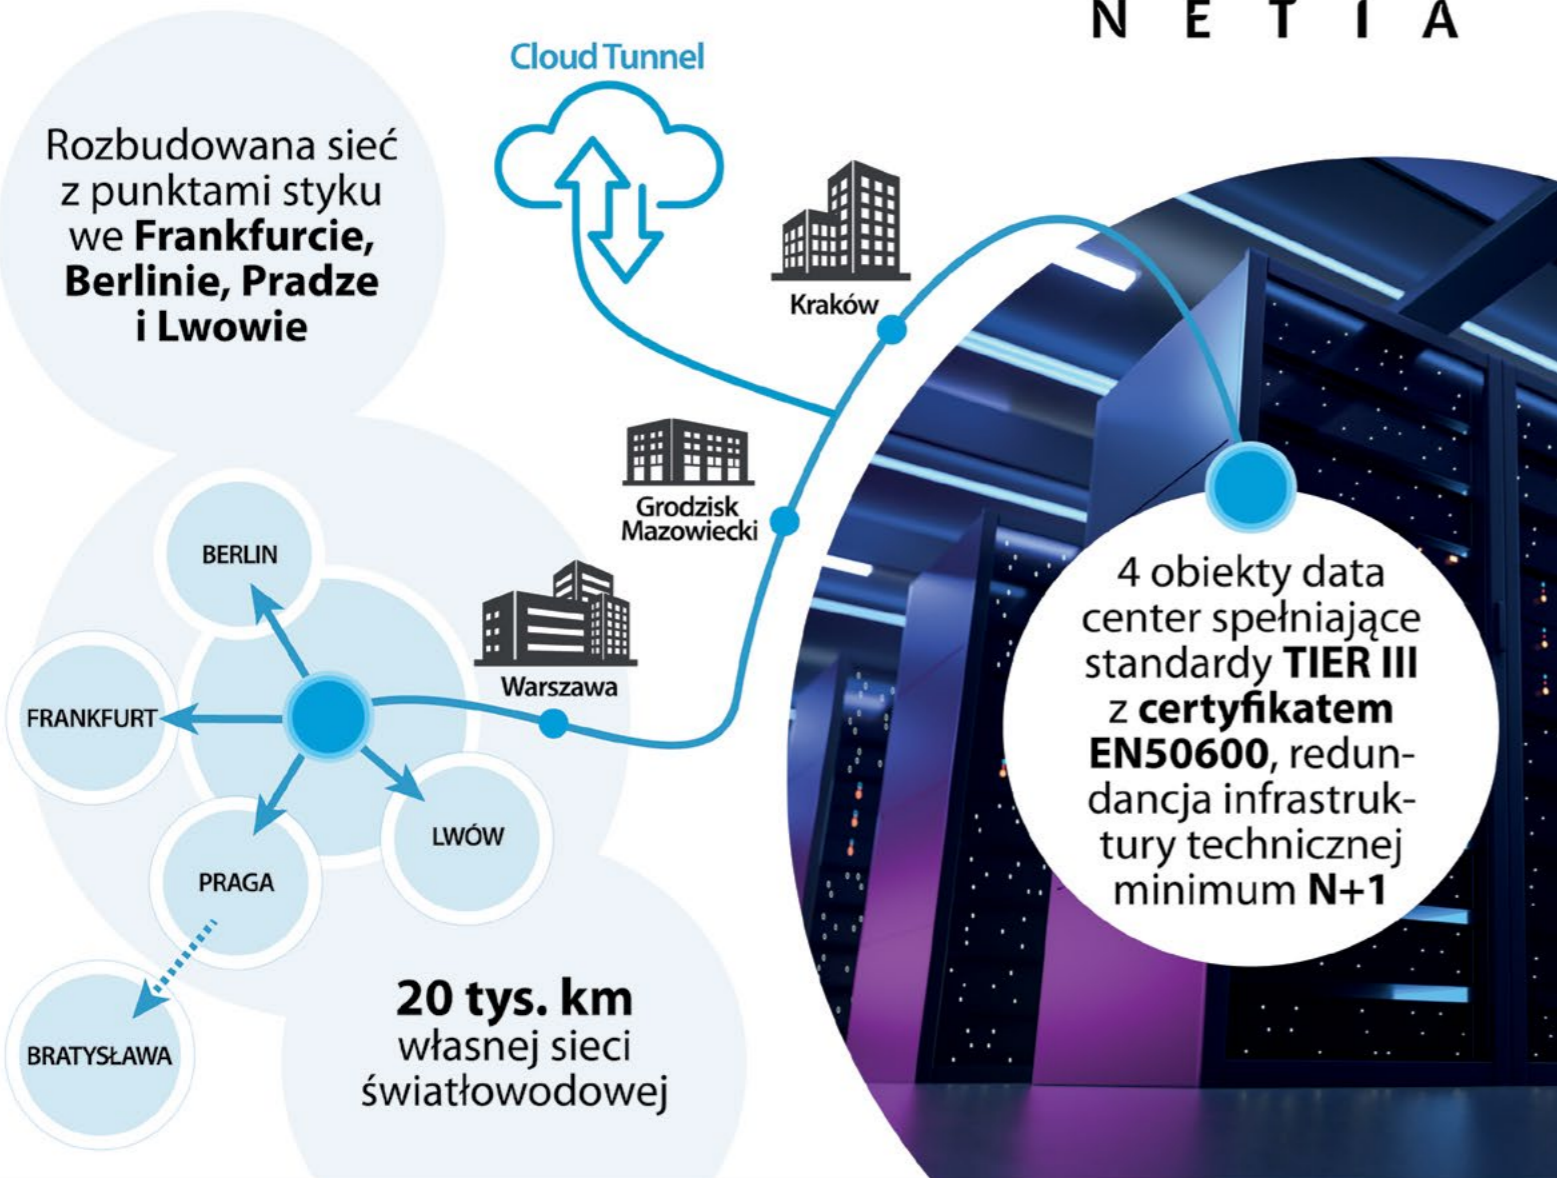 N E T I A
Cloud Tunnel
Rozbudowana sieć
z punktami styku
we Frankfurcie,
Berlinie, Pradze
i Lwowie
Kraków
Grodzisk
Mazowiecki
Warszawa
BERLIN
FRANKFURT
LWÓW
PRAGA
BRATYSŁAWA
4 obiekty data
center spełniające
standardy TIER III
z certyfikatem
EN50600, redun-
dancja infrastruk-
tury technicznej
minimum N+1
20 tys. km
własnej sieci
światłowodowej